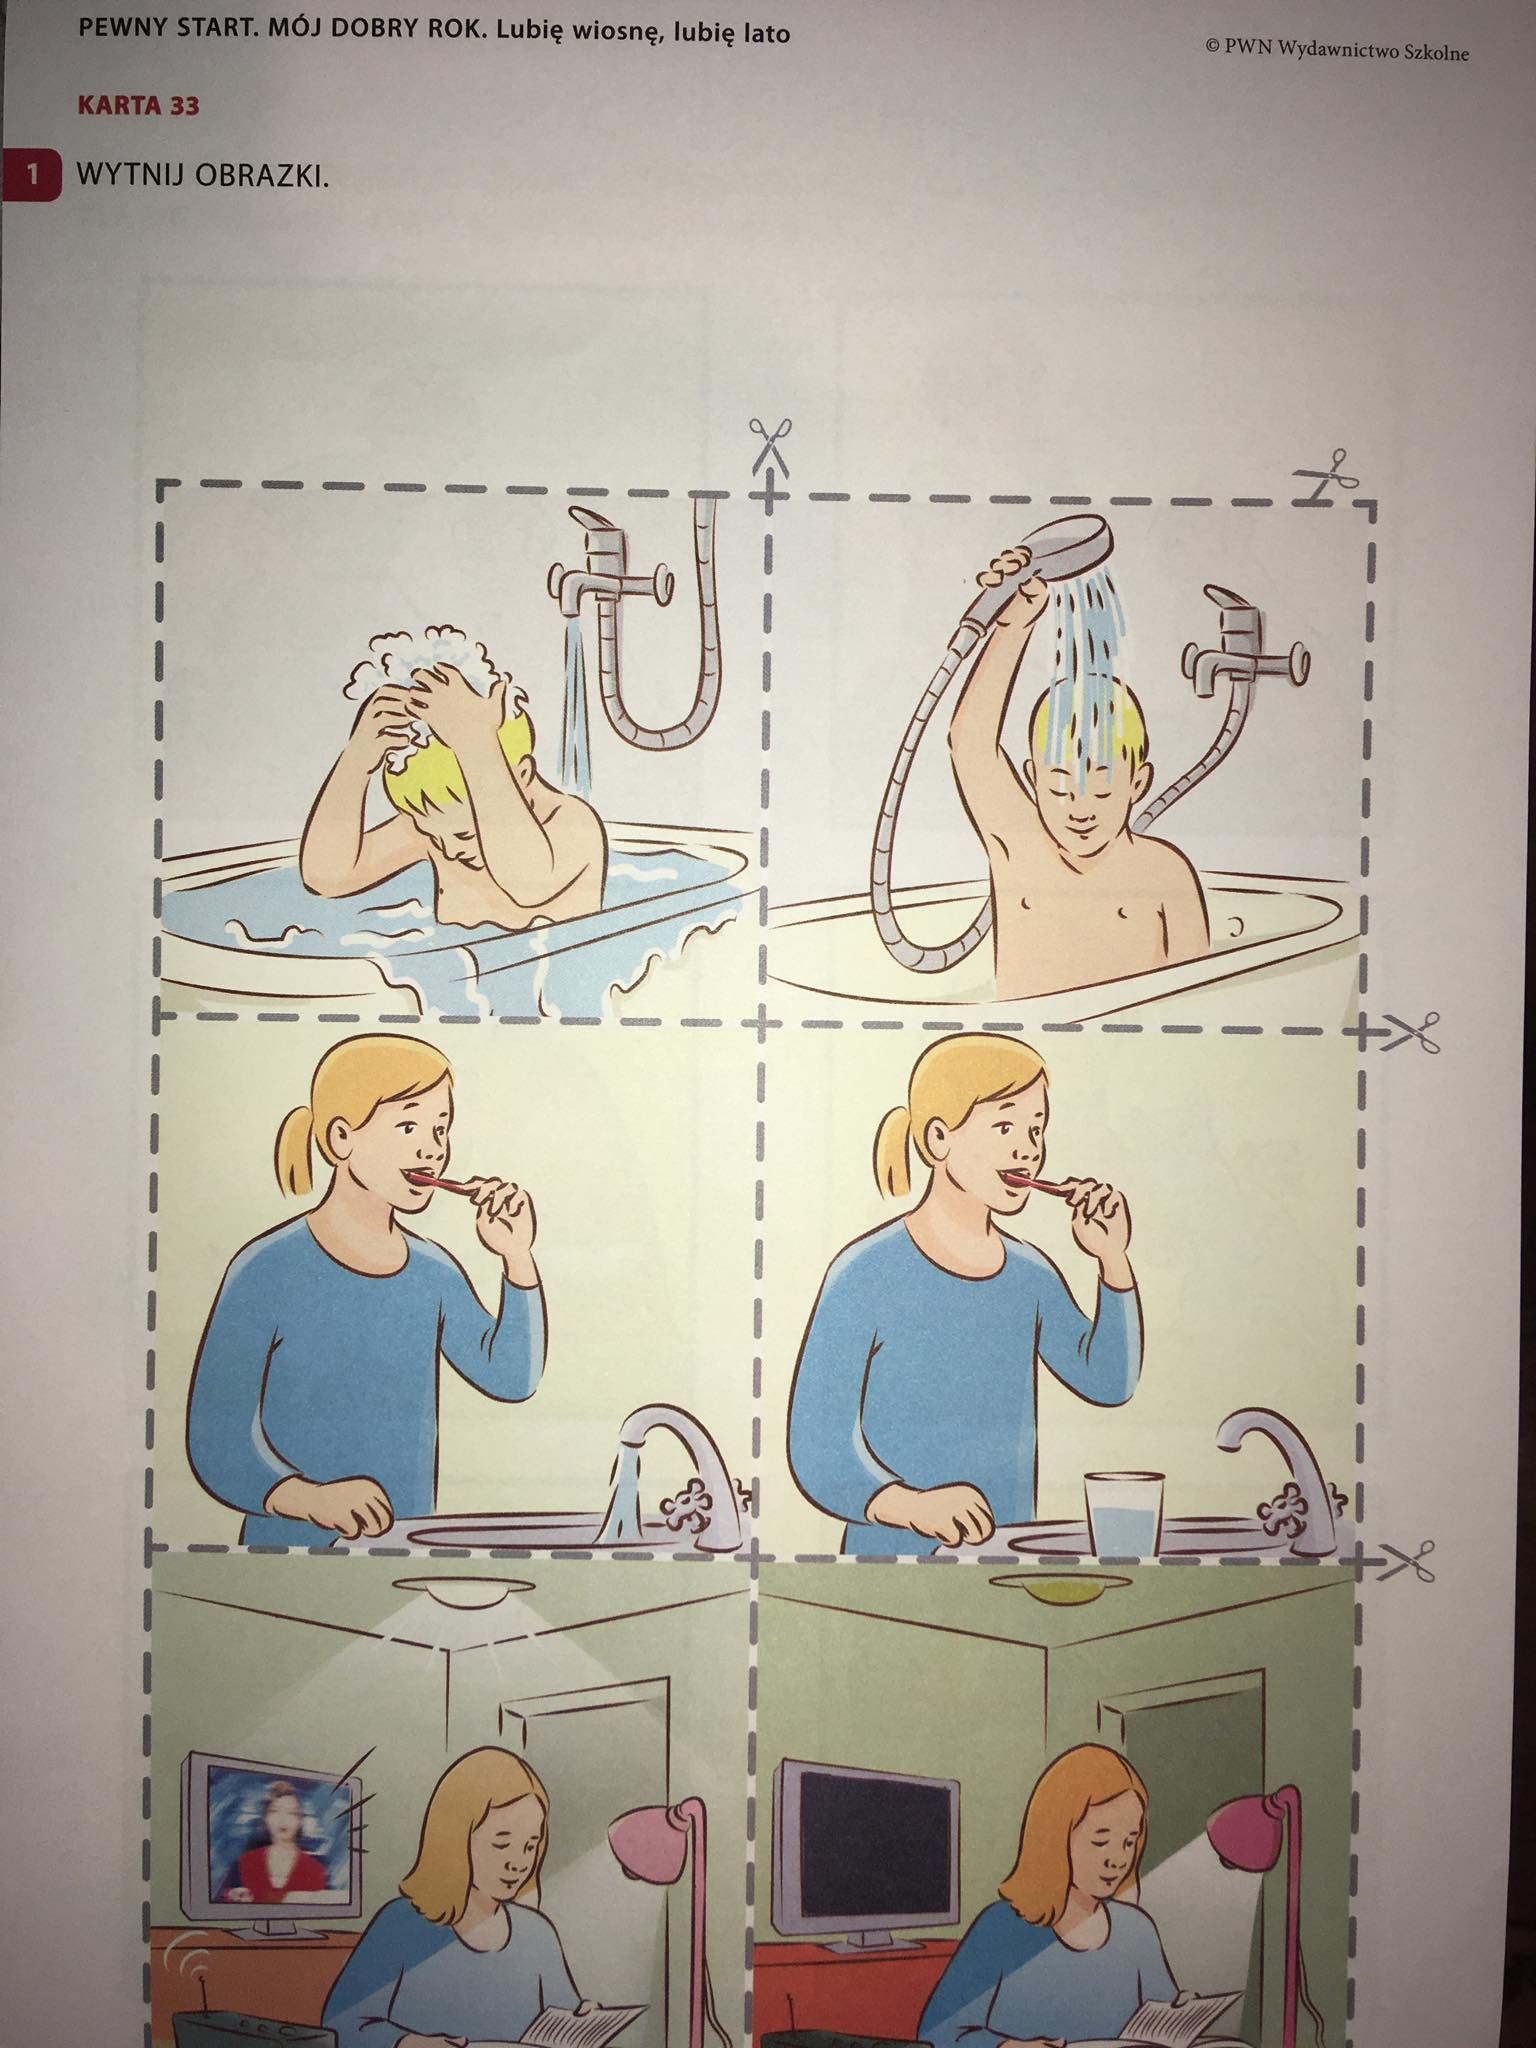 PEWNY START. MÓJ DOBRY ROK. Lubię wiosnę, lubię lato
© PWN Wydawnictwo Szkolne
KARTA 33
1 WYTNIJ OBRAZKI.